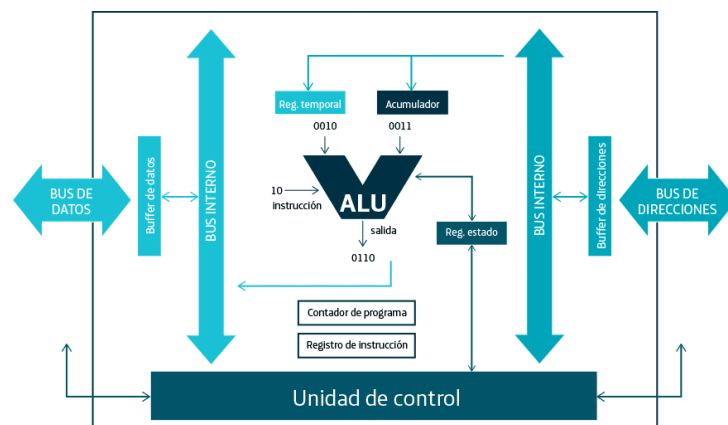 Reg. temporal
Acumulador
0010
0011
BUS DE
DATOS
Buffer de datos
BUS INTERNO
10
instrucción
ALU
salida
0110
Reg. estado
BUS INTERNO
Buffer de direcciones
BUS DE
DIRECCIONES
Contador de programa
Registro de instrucción
Unidad de control